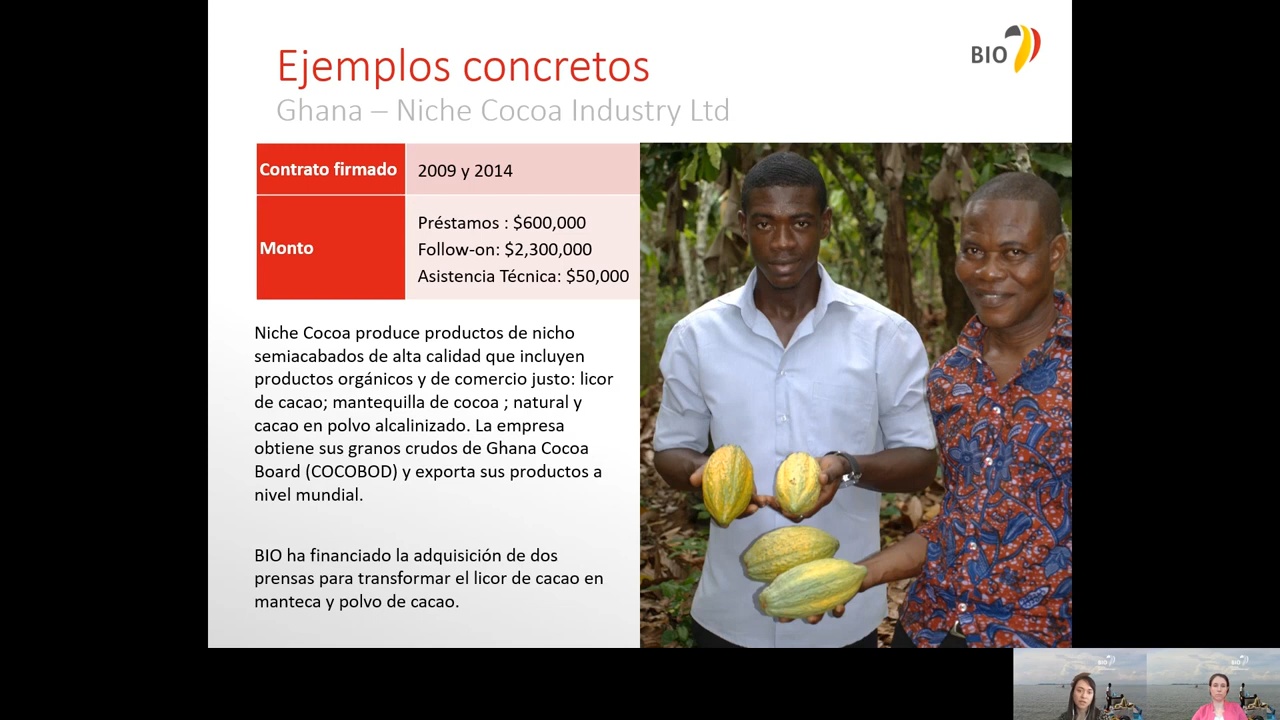 Ejemplos concretos
BIO
Ghana – Niche Cocoa Industry Ltd
Contrato firmado
2009 y 2014
Monto
Préstamos : $600,000
Follow-on: $2,300,000
Asistencia Técnica: $50,000
Niche Cocoa produce productos de nicho
semiacabados de alta calidad que incluyen
productos orgánicos y de comercio justo: licor
de cacao; mantequilla de cocoa ; natural y
cacao en polvo alcalinizado. La empresa
obtiene sus granos crudos de Ghana Cocoa
Board (COCOBOD) y exporta sus productos a
nivel mundial.
BIO ha financiado la adquisición de dos
prensas para transformar el licor de cacao en
manteca y polvo de cacao.
BIO
BIO